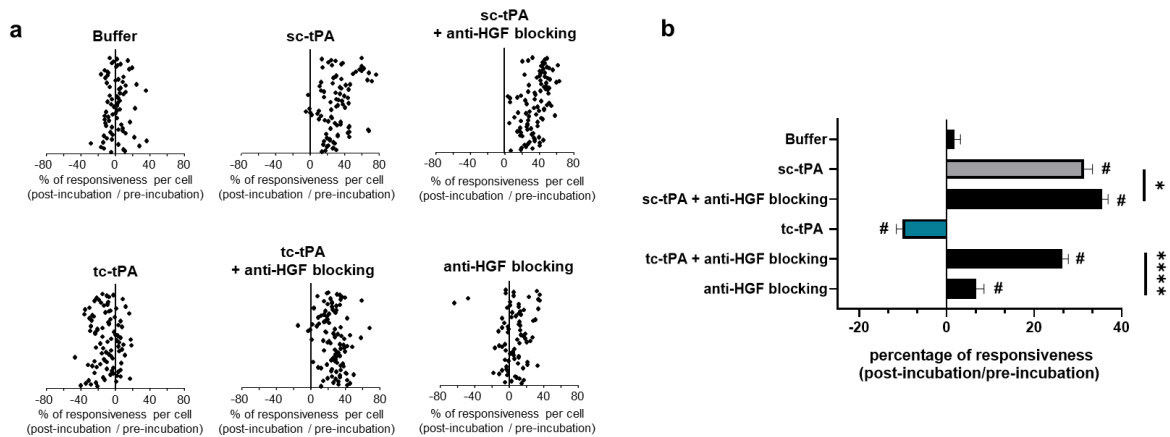 a
Buffer
-80 -40 0 40 80
% of responsiveness per cell
(post-incubation / pre-incubation)
sc-tPA
-80 -40 0 40 80
% of responsiveness per cell
(post-incubation / pre-incubation)
sc-tPA
+ anti-HGF blocking
-80 -40 0 40 80
% of responsiveness per cell
(post-incubation / pre-incubation)
tc-tPA
-80 -40 0 40 80
% of responsiveness per cell
(post-incubation / pre-incubation)
tc-tPA
+ anti-HGF blocking
-80 -40 0 40 80
% of responsiveness per cell
(post-incubation / pre-incubation)
anti-HGF blocking
-80 -40 0 40 80
% of responsiveness per cell
(post-incubation / pre-incubation)
b
Buffer
sc-tPA #
*
sc-tPA + anti-HGF blocking #
tc-tPA #
tc-tPA + anti-HGF blocking #
****
anti-HGF blocking #
-20 0 20 40
percentage of responsiveness
(post-incubation/pre-incubation)